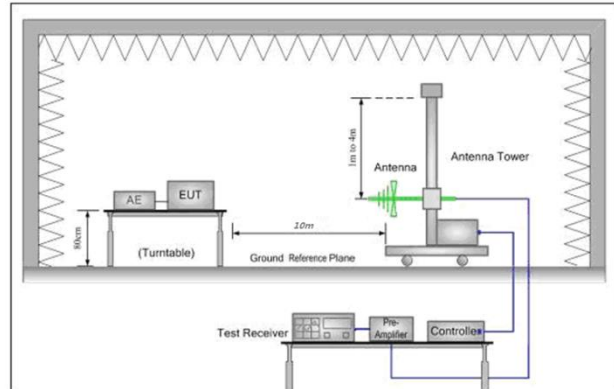 1m to 4m
Antenna
Antenna Tower
AE
EUT
80cm
(Turntable)
10m
Ground Reference Plane
Test Receiver
Pre-
Amplifier
Controlle